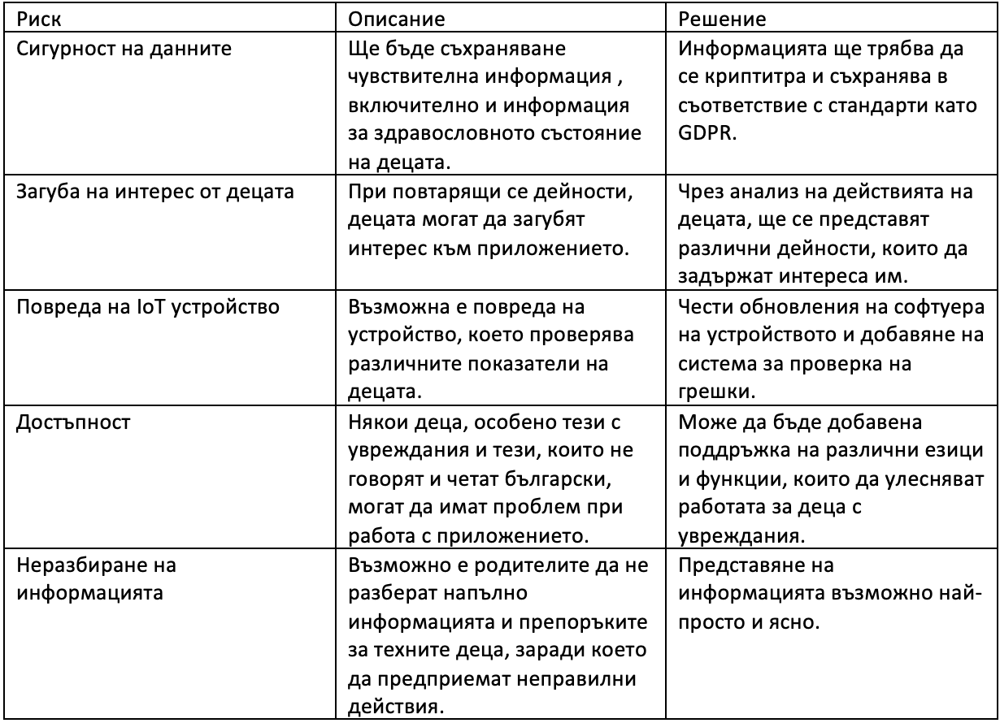 Риск
Описание
Решение
Сигурност на данните
Ще бъде съхраняване
чувствителна информация ,
включително и информация
за здравословното състояние
на децата.
Информацията ще трябва да
се криптитра и съхранява в
съответствие с стандарти като
GDPR.
Загуба на интерес от децата
При повтарящи се дейности,
децата могат да загубят
интерес към приложението.
Чрез анализ на действията на
децата, ще се представят
различни дейности, които да
задържат интереса им.
Повреда на IoT устройство
Възможна е повреда на
устройство, което проверява
различните показатели на
децата.
Чести обновления на софтуера
на устройството и добавяне на
система за проверка на
грешки.
Достъпност
Някои деца, особено тези с
увреждания и тези, които не
говорят и четат български,
могат да имат проблем при
работа с приложението.
Може да бъде добавена
поддръжка на различни езици
и функции, които да улесняват
работата за деца с
увреждания.
Неразбиране на
информацията
Възможно е родителите да не
разберат напълно
информацията и препоръките
за техните деца, заради което
да предприемат неправилни
действия.
Представяне на
информацията възможно най-
просто и ясно.